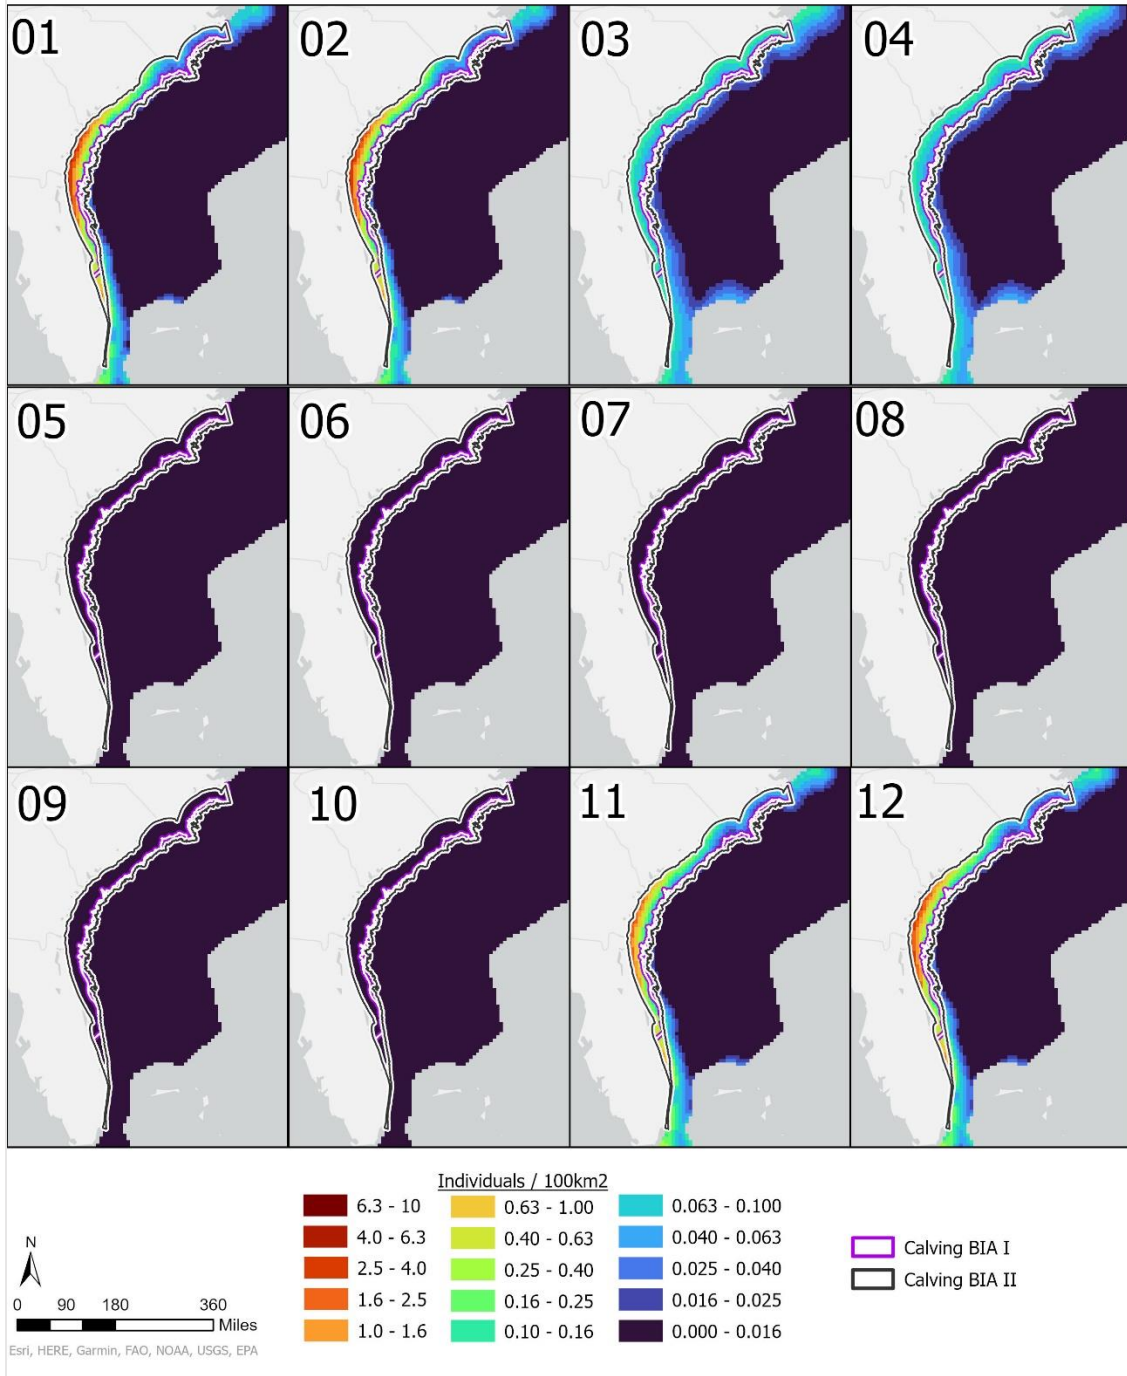 01 02 03 04
05 06 07 08
09 10 11 12
Individuals / 100km2
6.3 - 10 0.63 - 1.00 0.063 - 0.100
4.0 - 6.3 0.40 - 0.63 0.040 - 0.063
2.5 - 4.0 0.25 - 0.40 0.025 - 0.040
1.6 - 2.5 0.16 - 0.25 0.016 - 0.025
1.0 - 1.6 0.10 - 0.16 0.000 - 0.016
Calving BIA I
Calving BIA II
N
0 90 180 360
Miles
Esri, HERE, Garmin, FAO, NOAA, USGS, EPA